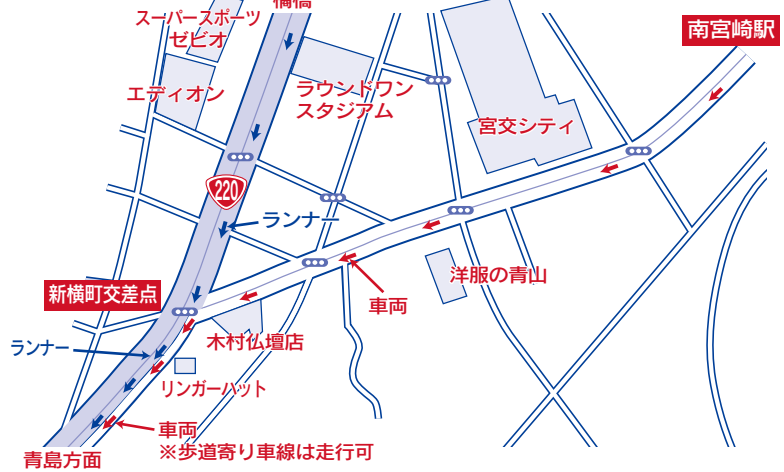 橘橋
スーパースポーツ
ゼビオ
南宮崎駅
エディオン
ラウンドワン
スタジアム
宮交シティ
220
ランナー
新横町交差点
洋服の青山
車両
ランナー
木村仏壇店
リンガーハット
車両
※歩道寄り車線は走行可
青島方面